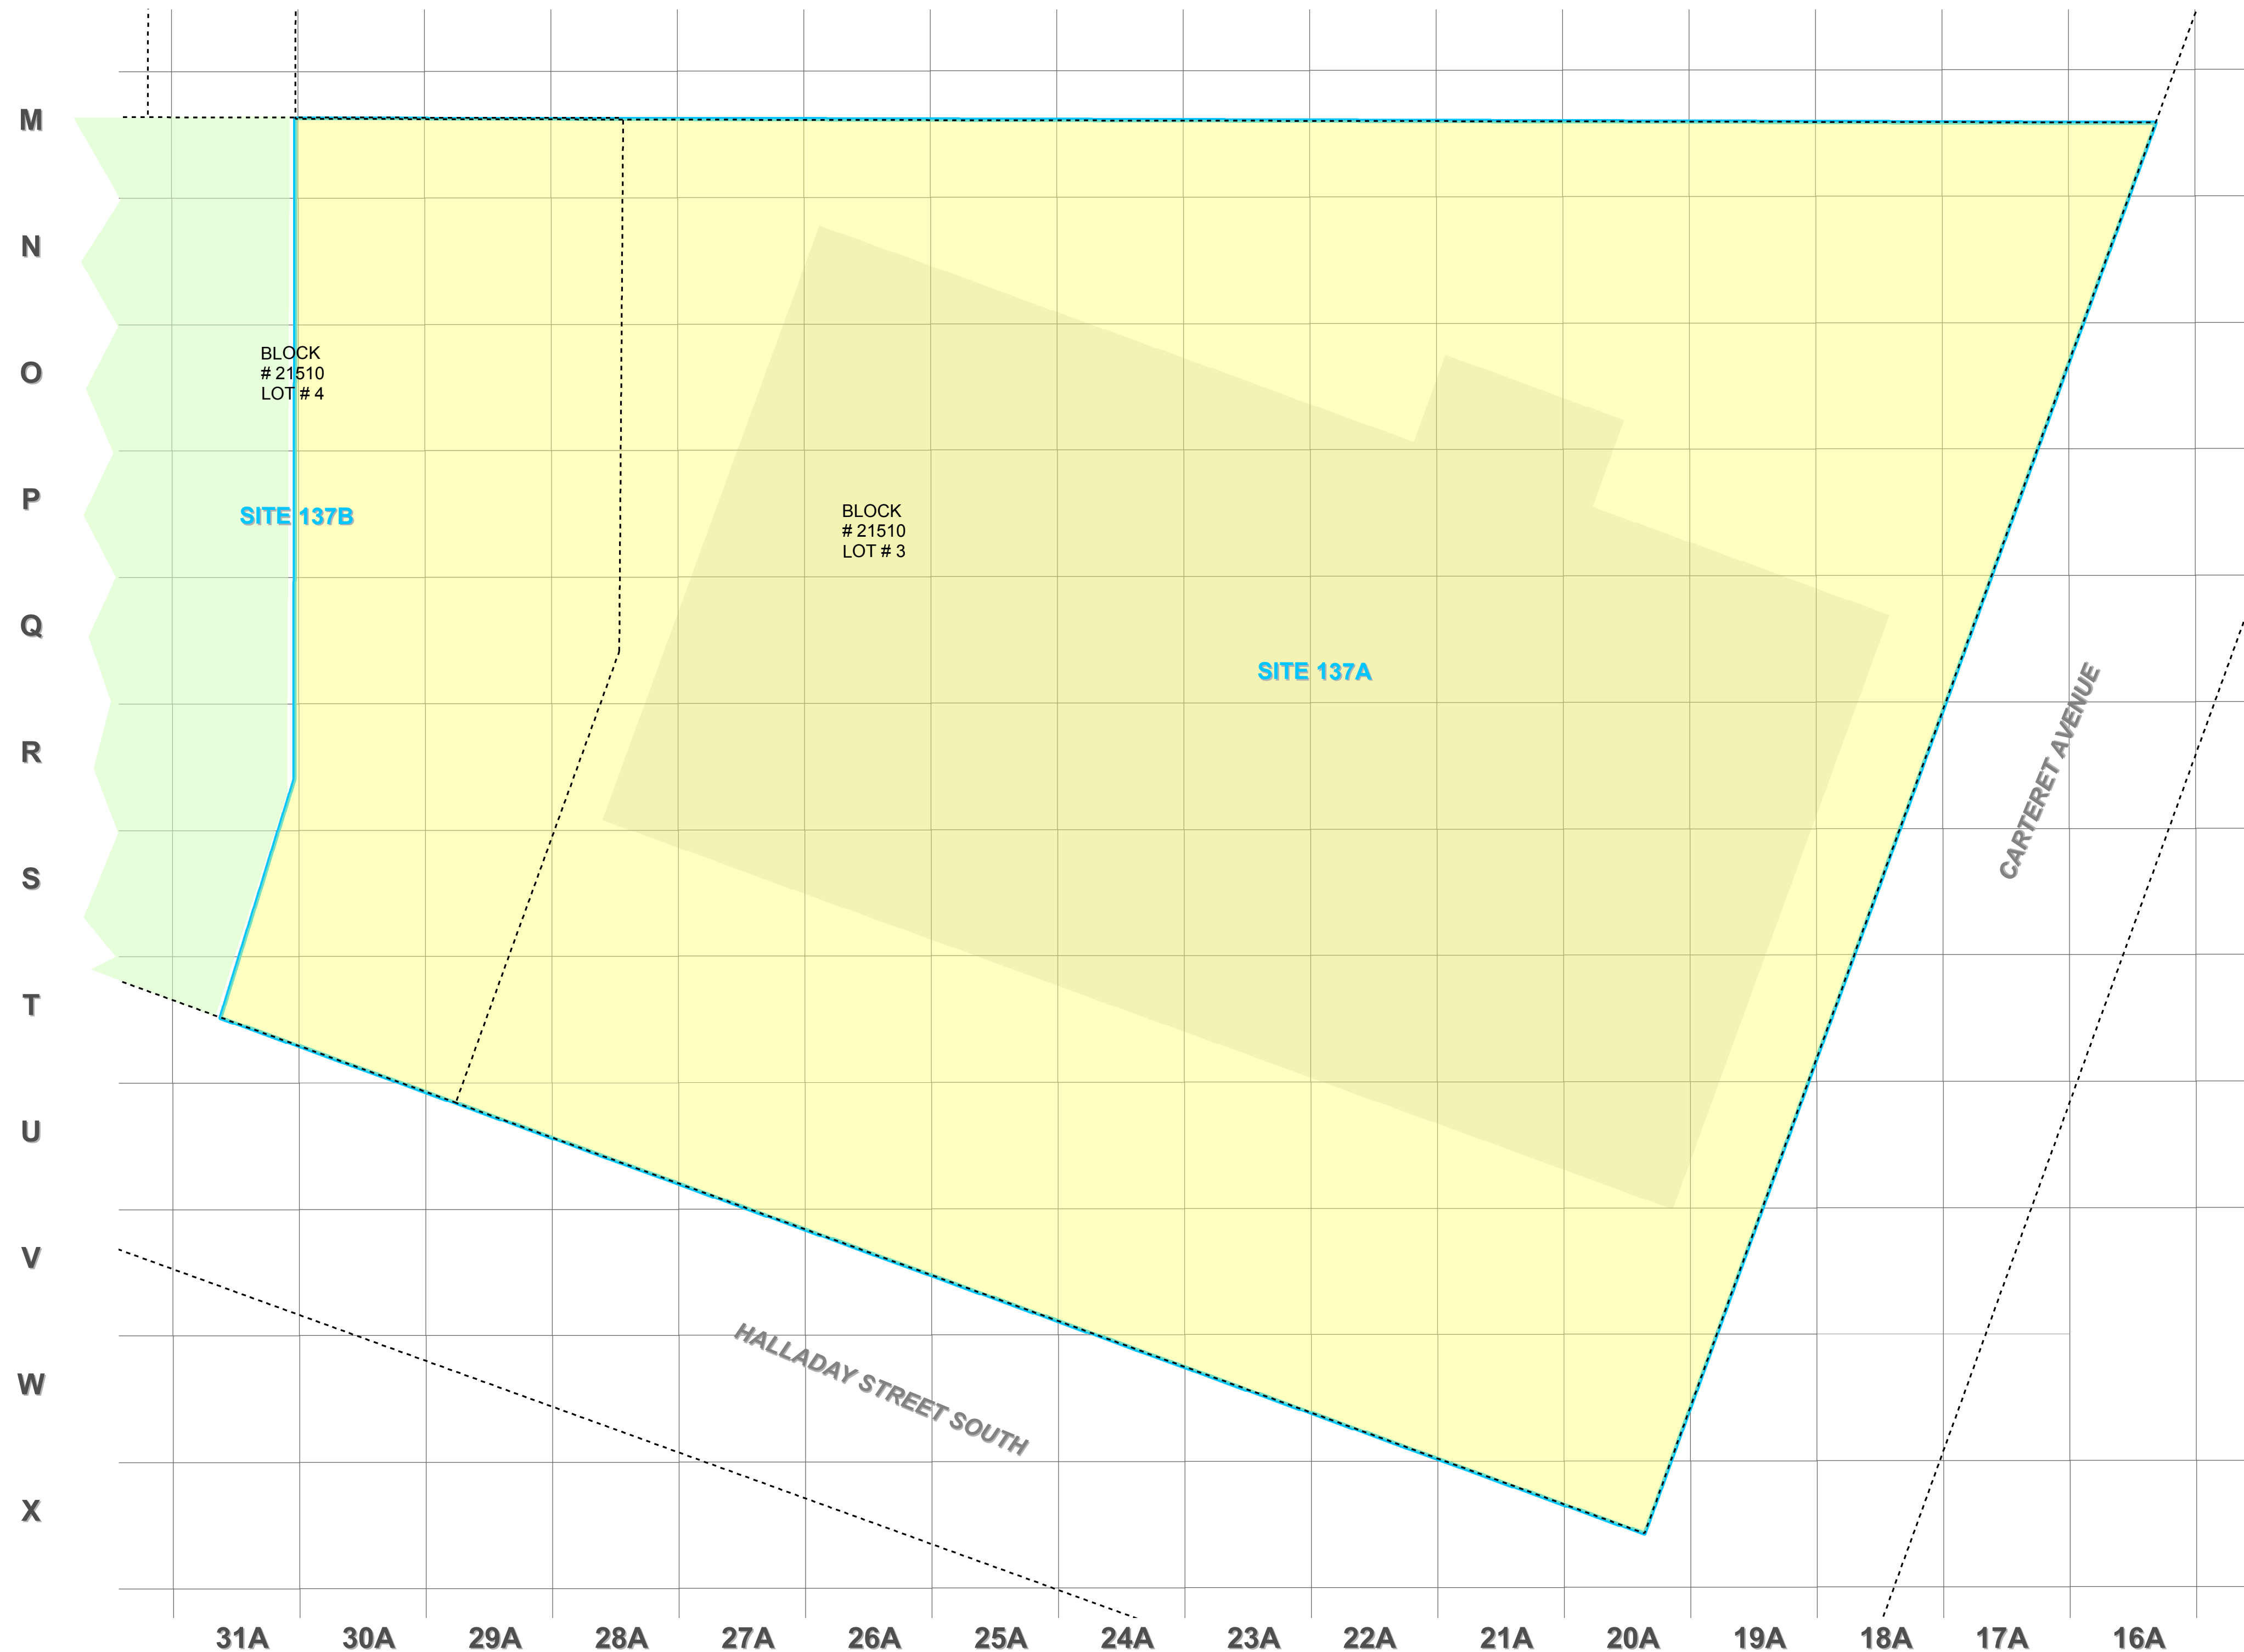 M
N
O
BLOCK
# 21510
LOT # 4
P
SITE 137B
BLOCK
# 21510
LOT # 3
Q
SITE 137A
R
CARTERET AVENUE
S
T
U
V
HALLADAY STREET SOUTH
W
X
31A 30A 29A 28A 27A 26A 25A 24A 23A 22A 21A 20A 19A 18A 17A 16A